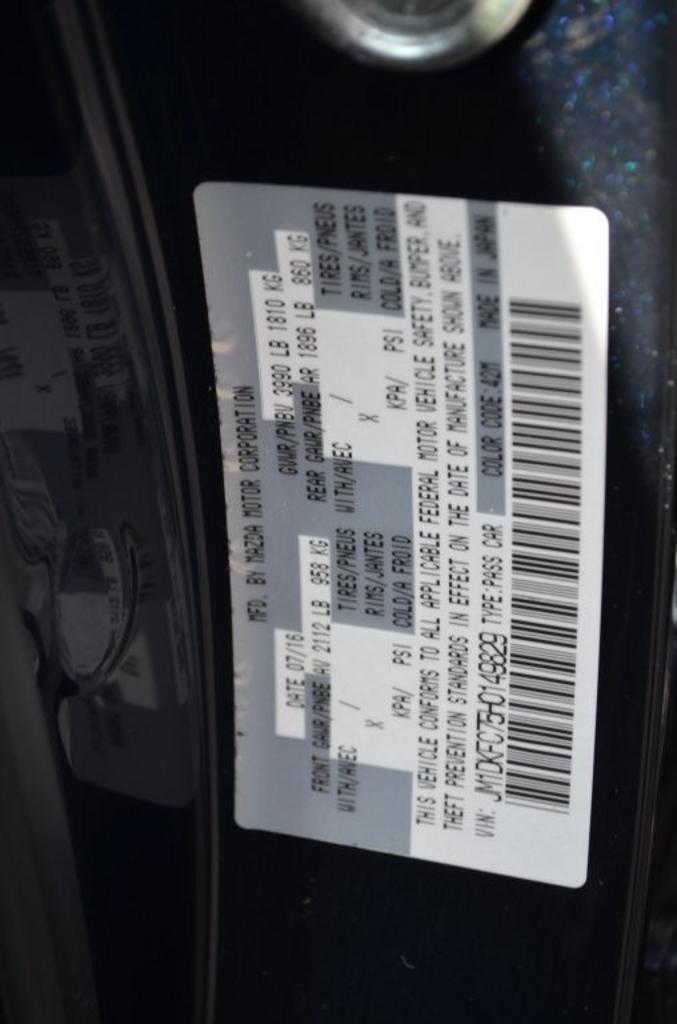 MFD. BY MAZDA MOTOR CORPORATION
DATE 07/16 GVWR/PNBV 3990 LB 1810 KG
FRONT GAWR/PNBE AV 2112 LB 958 KG REAR GAWR/PNBE AR 1896 LB 860 KG
WITH/AVEC / TIRES/PNEUS WITH/AVEC / TIRES/PNEUS
X RIMS/JANTES X RIMS/JANTES
KPA/ PSI COLD/A FROID KPA/ PSI COLD/A FROID
THIS VEHICLE CONFORMS TO ALL APPLICABLE FEDERAL MOTOR VEHICLE SAFETY, BUMPER, AND
THEFT PREVENTION STANDARDS IN EFFECT ON THE DATE OF MANUFACTURE SHOWN ABOVE.
VIN: JM1DKFC75H0149829 TYPE:PASS CAR COLOR CODE:42M MADE IN JAPAN